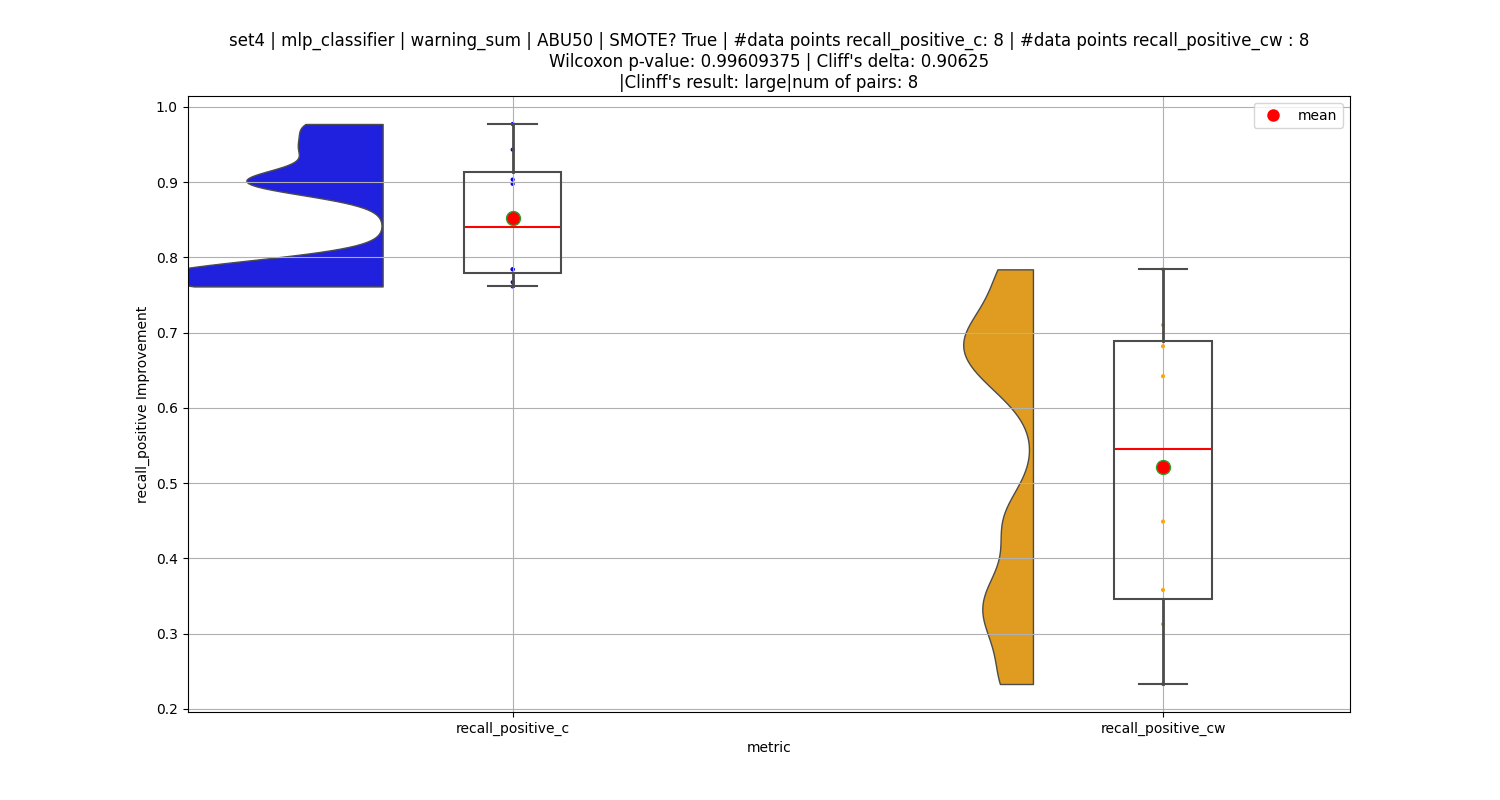 set4 | mlp_classifier | warning_sum | ABU50 | SMOTE? True | #data points recall_positive_c: 8 | #data points recall_positive_cw : 8
Wilcoxon p-value: 0.99609375 | Cliff's delta: 0.90625
|Clinff's result: large|num of pairs: 8
mean
1.0
0.9
0.8
0.7
0.6
0.5
0.4
0.3
0.2
recall_positive Improvement
recall_positive_c
recall_positive_cw
metric